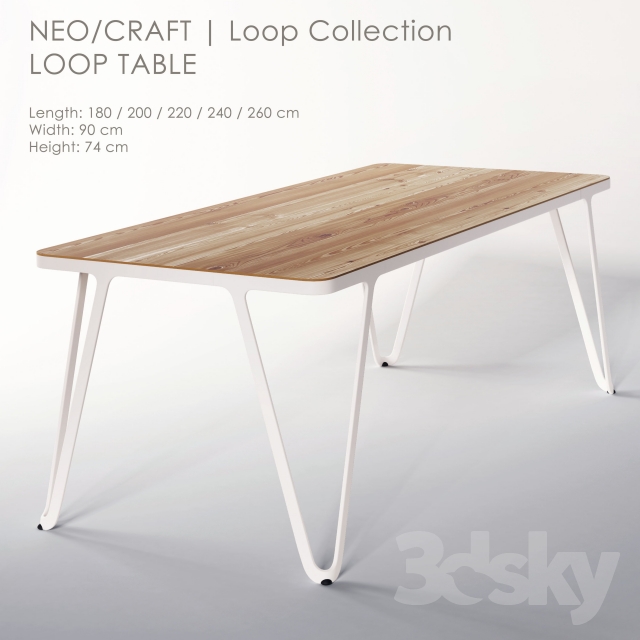 NEO/CRAFT | Loop Collection
LOOP TABLE
Length: 180 / 200 / 220 / 240 / 260 cm
Width: 90 cm
Height: 74 cm
3dsky